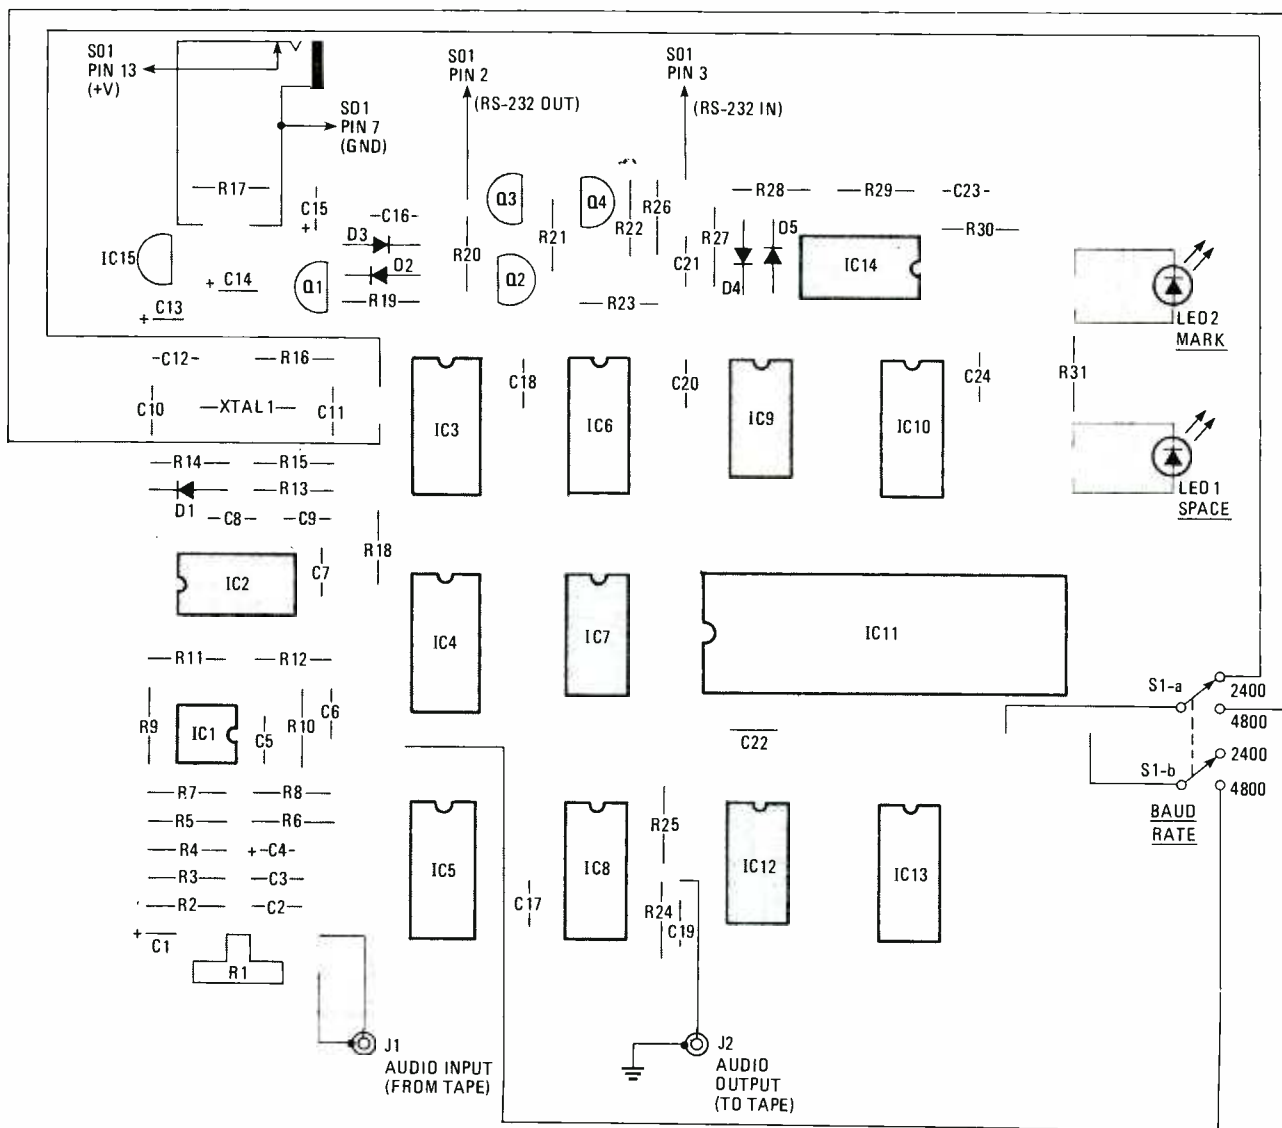 SO1
PIN 13
(+V)
SO1
PIN 7
(GND)
SO1
PIN 2
(RS-232 OUT)
SO1
PIN 3
(RS-232 IN)
R17
C15
+
C16
D3
D2
R19
Q1
IC15
+ C14
+ C13
R20
Q3
Q2
R21
Q4
R22
R26
R23
C21
R27
R28
D4
D5
R29
C23
R30
IC14
LED2
MARK
R31
LED1
SPACE
C12
R16
C10
XTAL1
C11
IC3
C18
IC6
C20
IC9
IC10
C24
R14
R15
R13
D1
C8
C9
R18
IC2
C7
IC4
IC7
IC11
R11
R12
R9
IC1
C5
R10
C6
C22
S1-a
2400
4800
S1-b
2400
4800
BAUD
RATE
R7
R8
R5
R6
R4
+ C4
R3
C3
R2
C2
+ C1
R1
IC5
C17
IC8
R25
R24
C19
IC12
IC13
J1
AUDIO INPUT
(FROM TAPE)
J2
AUDIO
OUTPUT
(TO TAPE)